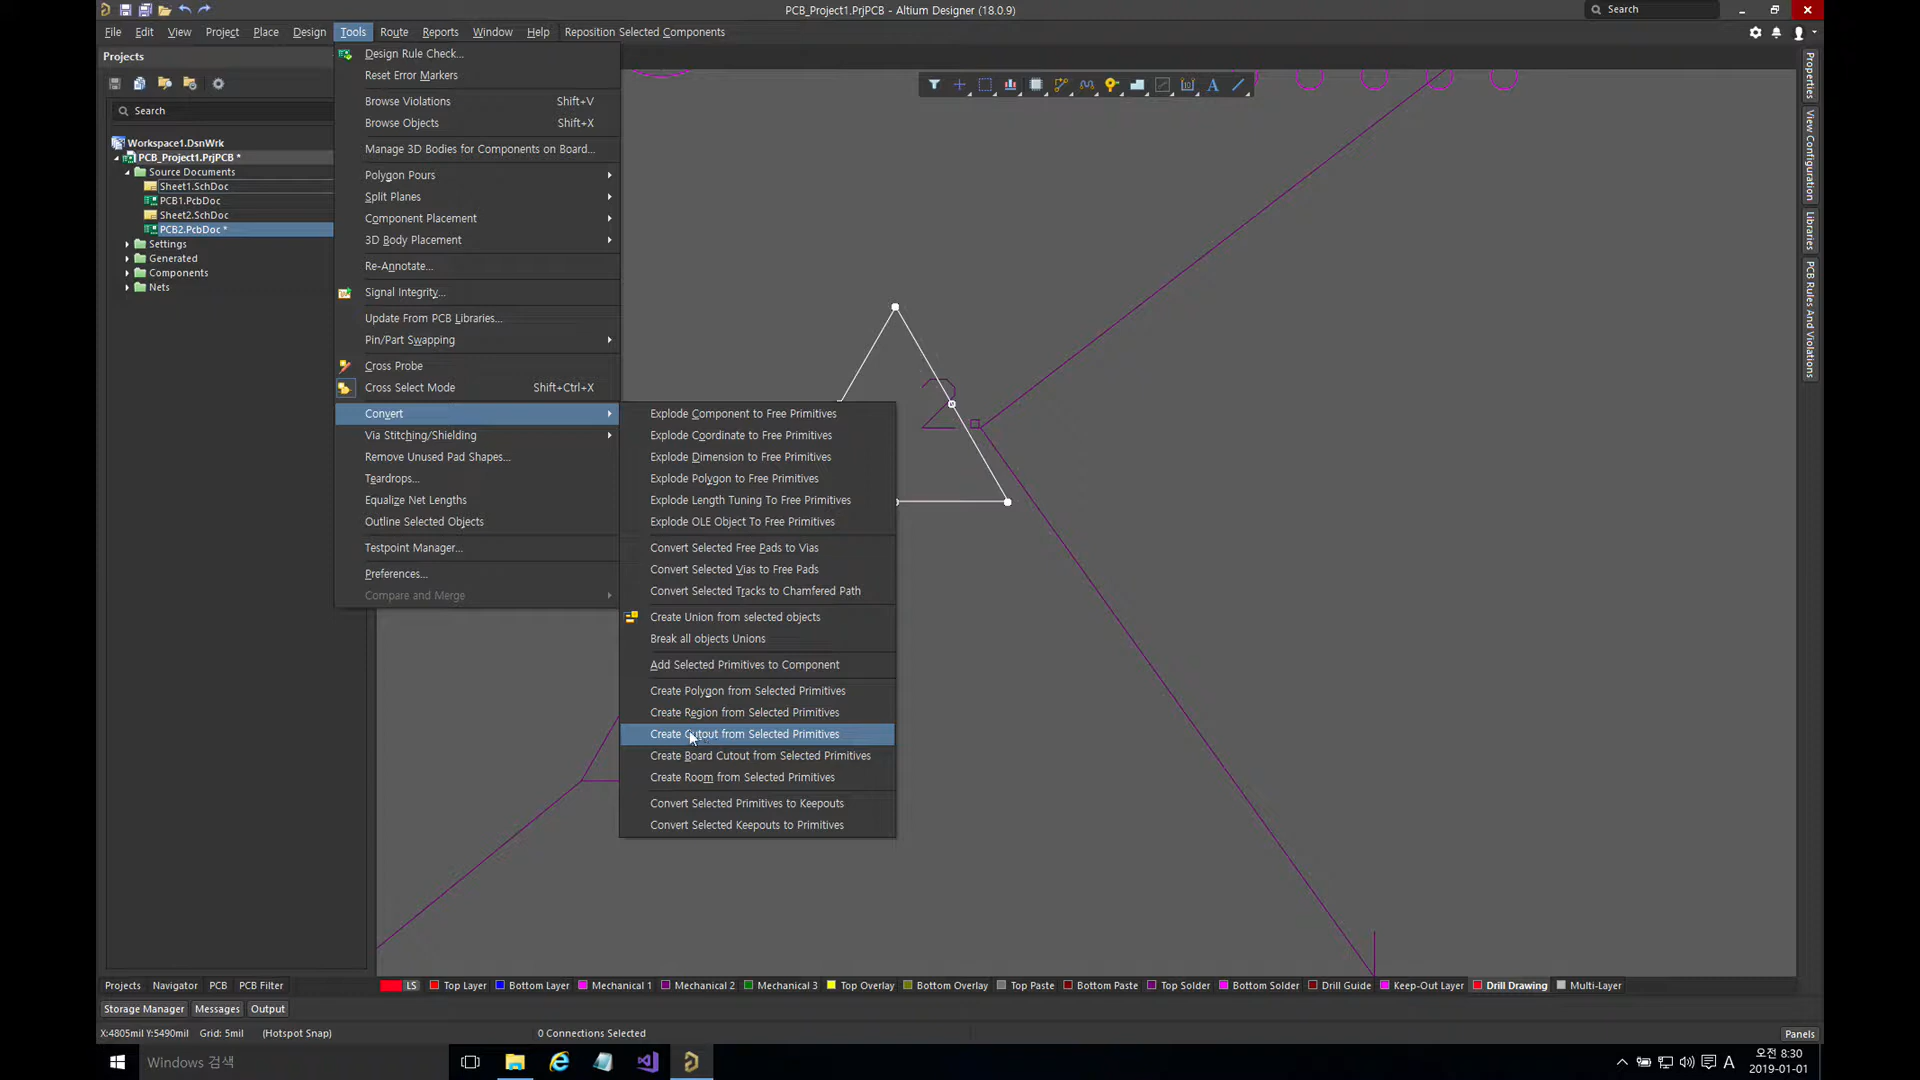 PCB_Project1.PrjPCB - Altium Designer (18.0.9)
Search
File Edit View Project Place Design Tools Route Reports Window Help Reposition Selected Components
Projects
Search
Workspace1.DsnWrk
PCB_Project1.PrjPCB *
Source Documents
Sheet1.SchDoc
PCB1.PcbDoc
Sheet2.SchDoc
PCB2.PcbDoc *
Settings
Generated
Components
Nets
Design Rule Check...
Reset Error Markers
Browse Violations Shift+V
Browse Objects Shift+X
Manage 3D Bodies for Components on Board...
Polygon Pours
Split Planes
Component Placement
3D Body Placement
Re-Annotate...
Signal Integrity...
Update From PCB Libraries...
Pin/Part Swapping
Cross Probe
Cross Select Mode Shift+Ctrl+X
Convert
Via Stitching/Shielding
Remove Unused Pad Shapes...
Teardrops...
Equalize Net Lengths
Outline Selected Objects
Testpoint Manager...
Preferences...
Compare and Merge
Explode Component to Free Primitives
Explode Coordinate to Free Primitives
Explode Dimension to Free Primitives
Explode Polygon to Free Primitives
Explode Length Tuning To Free Primitives
Explode OLE Object To Free Primitives
Convert Selected Free Pads to Vias
Convert Selected Vias to Free Pads
Convert Selected Tracks to Chamfered Path
Create Union from selected objects
Break all objects Unions
Add Selected Primitives to Component
Create Polygon from Selected Primitives
Create Region from Selected Primitives
Create Cutout from Selected Primitives
Create Board Cutout from Selected Primitives
Create Room from Selected Primitives
Convert Selected Primitives to Keepouts
Convert Selected Keepouts to Primitives
2
Properties
View Configuration
Libraries
PCB Rules And Violations
Projects Navigator PCB PCB Filter
LS Top Layer Bottom Layer Mechanical 1 Mechanical 2 Mechanical 3 Top Overlay Bottom Overlay Top Paste Bottom Paste Top Solder Bottom Solder Drill Guide Keep-Out Layer Drill Drawing Multi-Layer
Storage Manager Messages Output
X:4805mil Y:5490mil Grid: 5mil (Hotspot Snap) 0 Connections Selected Panels
Windows 검색
A
오전 8:30
2019-01-01